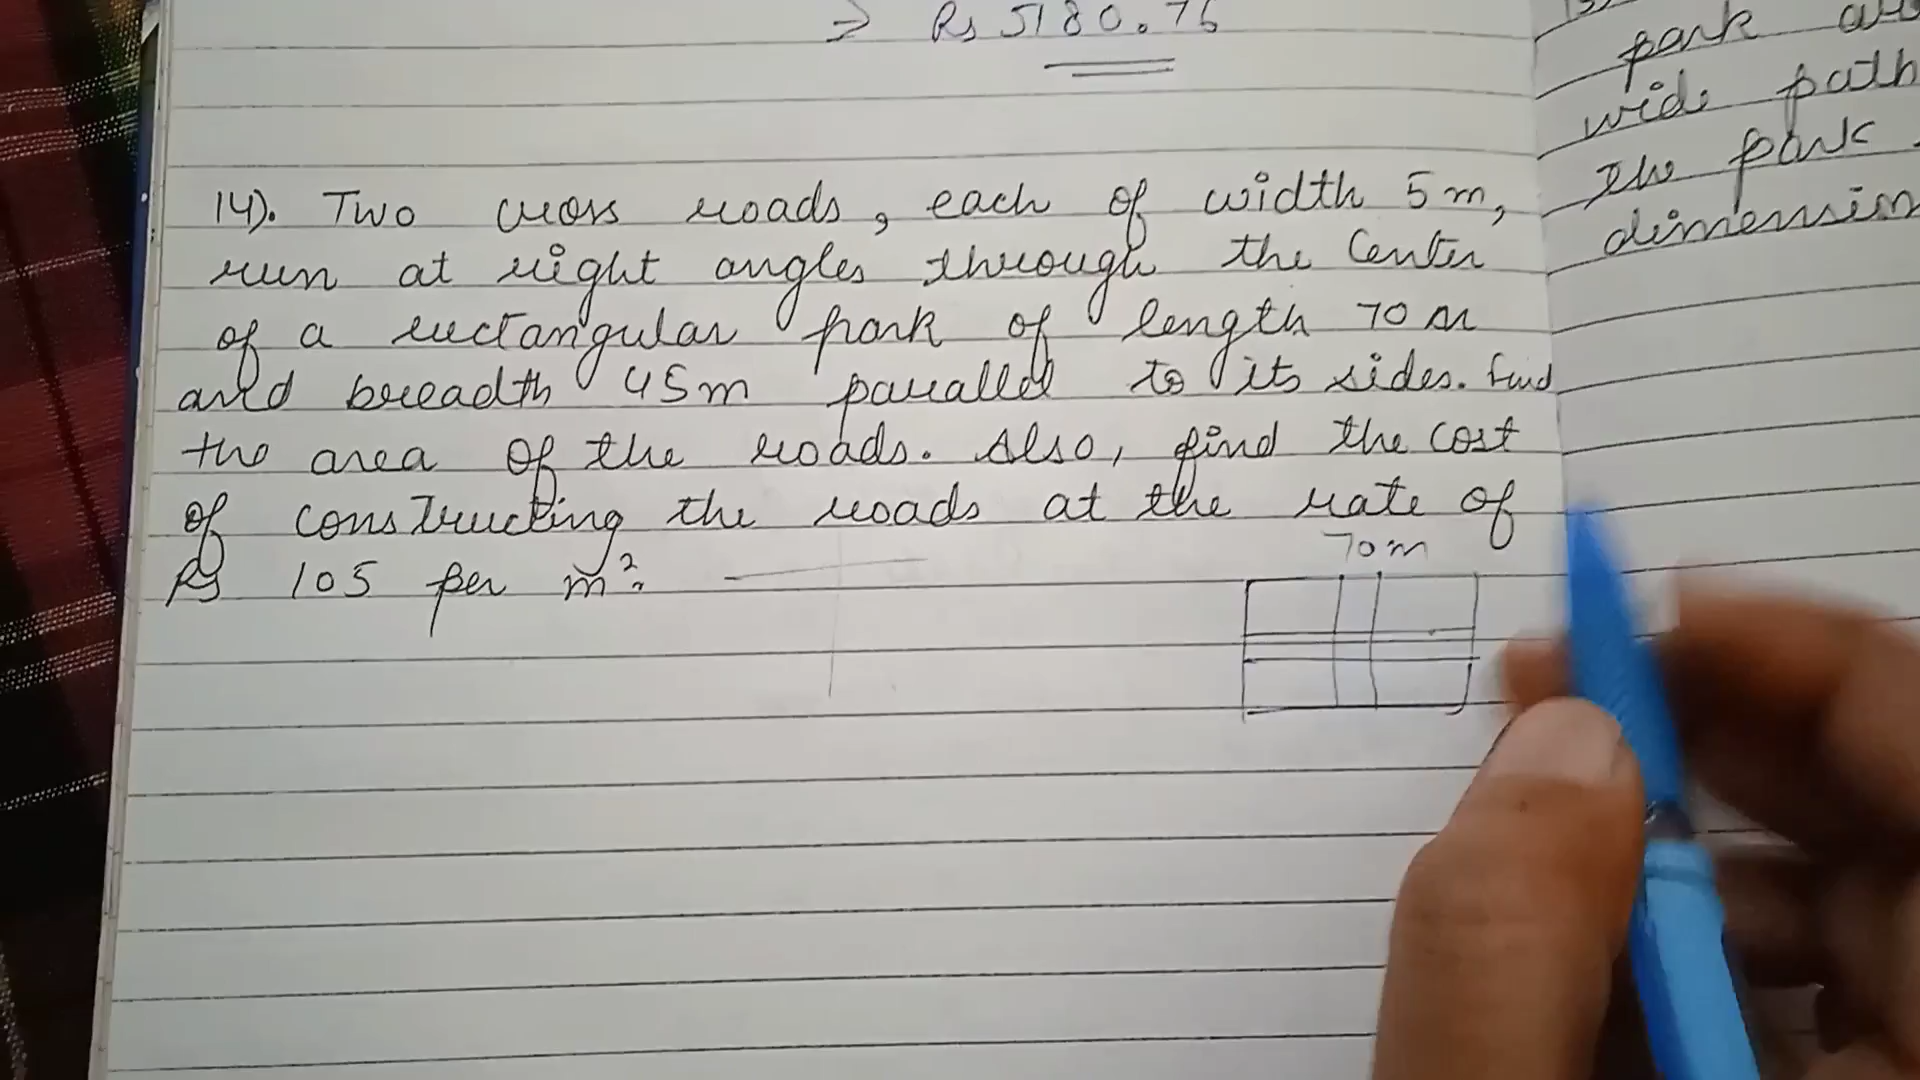 ⇒ Rs 5180.76
14). Two cross roads, each of width 5 m,
run at right angles through the Center
of a rectangular park of length 70 m
and breadth 45m parallel to its sides. Find
the area of the roads. Also, find the cost
of constructing the roads at the rate of
Rs 105 per m².
70m
park
wide path
the park
dimension